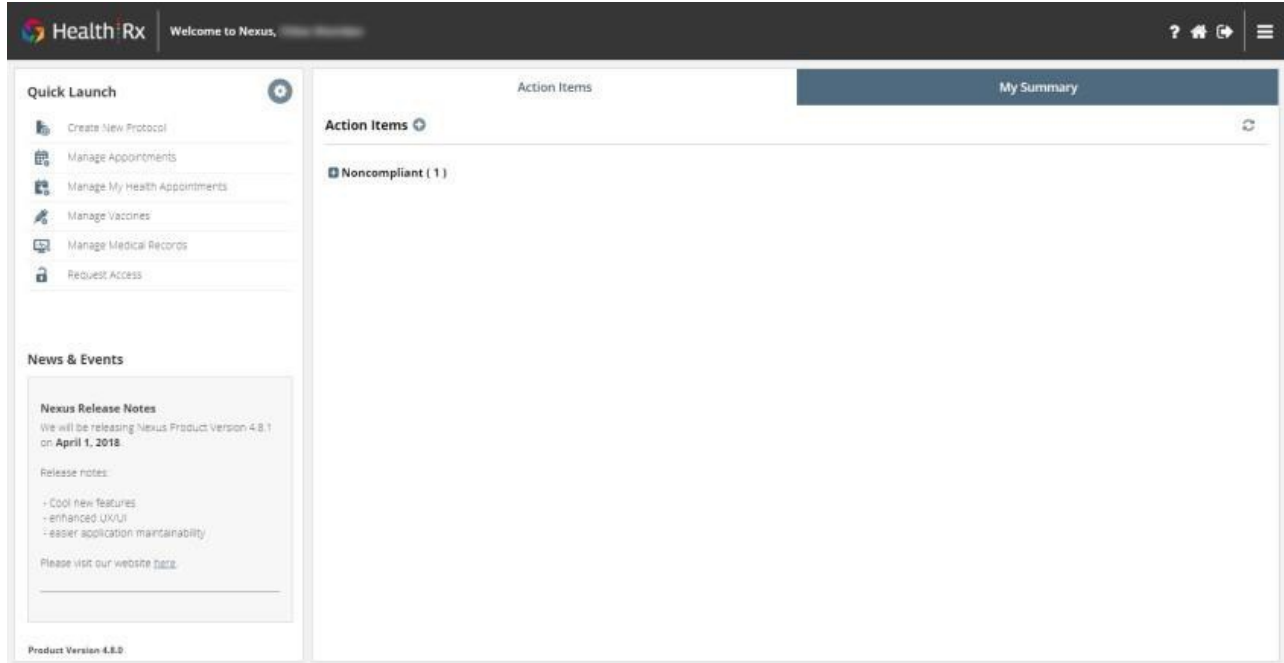 Health Rx
Welcome to Nexus,
?
Quick Launch
Create New Protocol
Manage Appointments
Manage My Health Appointments
Manage Vaccines
Manage Medical Records
Request Access
News & Events
Nexus Release Notes
We will be releasing Nexus Product Version 4.8.1
on April 1, 2018.
Release notes:
- Cool new features
- enhanced UX/UI
- easier application maintainability
Please visit our website here.
Product Version 4.8.0
Action Items
My Summary
Action Items
Noncompliant ( 1 )